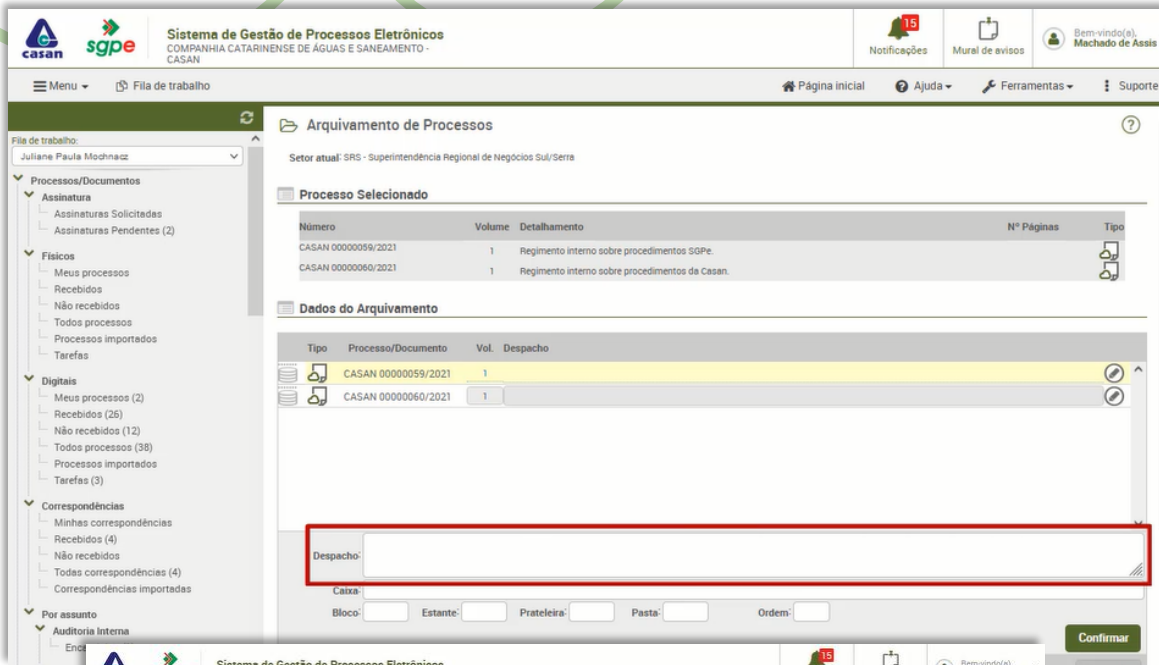 casan
sgpe
Sistema de Gestão de Processos Eletrônicos
COMPANHIA CATARINENSE DE ÁGUAS E SANEAMENTO -
CASAN
15
Notificações
Mural de avisos
Bem-vindo(a),
Machado de Assis
Menu
Fila de trabalho
Página inicial
Ajuda
Ferramentas
Suporte
Fila de trabalho:
Juliane Paula Mochnacz
Processos/Documentos
Assinatura
Assinaturas Solicitadas
Assinaturas Pendentes (2)
Físicos
Meus processos
Recebidos
Não recebidos
Todos processos
Processos importados
Tarefas
Digitais
Meus processos (2)
Recebidos (26)
Não recebidos (12)
Todos processos (38)
Processos importados
Tarefas (3)
Correspondências
Minhas correspondências
Recebidos (4)
Não recebidos
Todas correspondências (4)
Correspondências importadas
Por assunto
Auditoria Interna
Arquivamento de Processos
Setor atual: SRS - Superintendência Regional de Negócios Sul/Serra
Processo Selecionado
Número Volume Detalhamento Nº Páginas Tipo
CASAN 00000059/2021 1 Regimento interno sobre procedimentos SGPe.
CASAN 00000060/2021 1 Regimento interno sobre procedimentos da Casan.
Dados do Arquivamento
Tipo Processo/Documento Vol. Despacho
CASAN 00000059/2021 1
CASAN 00000060/2021 1
Despacho:
Caixa:
Bloco: Estante: Prateleira: Pasta: Ordem:
Confirmar
Sistema de Gestão de Processos Eletrônicos
15
Bem-vindo(a),